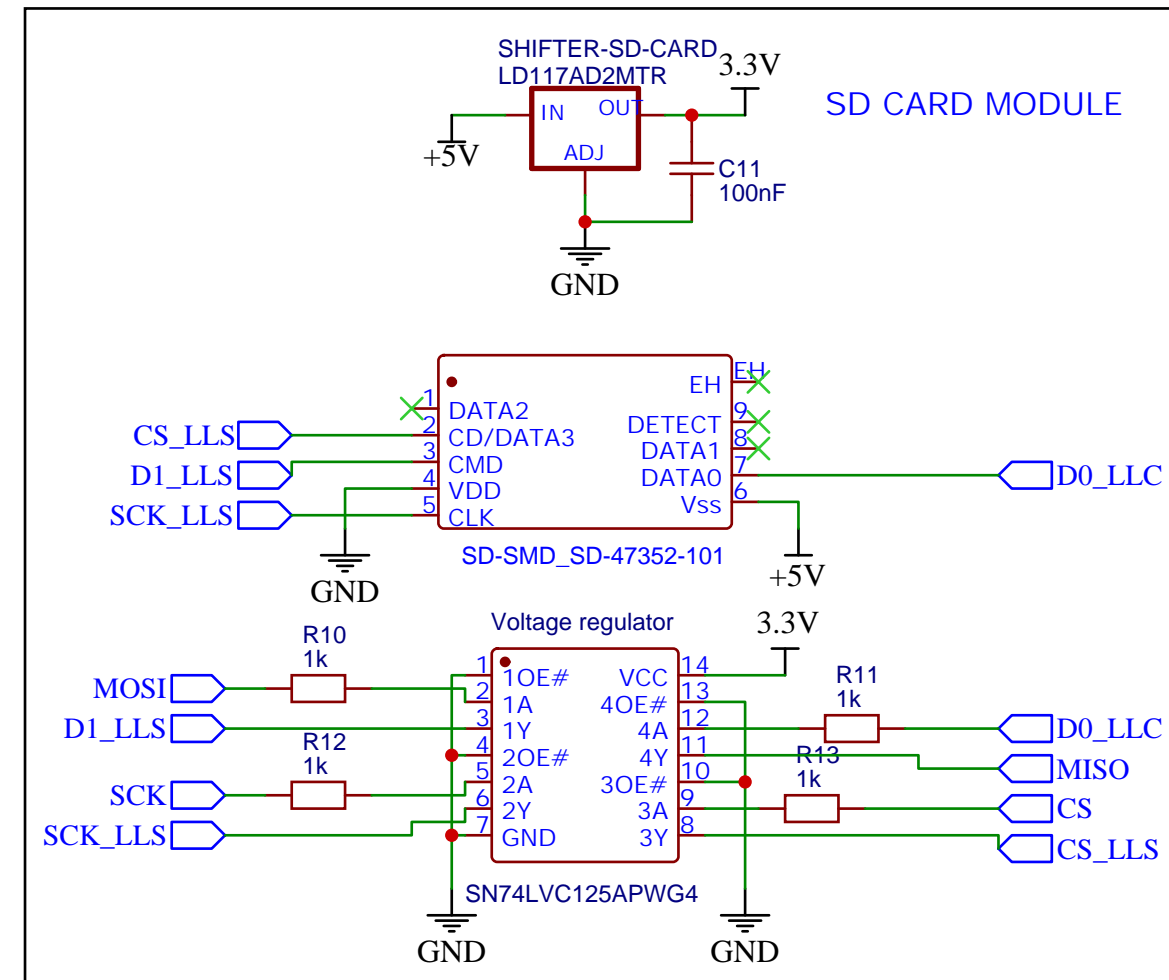 SHIFTER-SD-CARD
LD117AD2MTR
3.3V
SD CARD MODULE
IN
OUT
+5V
ADJ
C11
100nF
GND
EH
EH
1
DATA2
DETECT
9
CS_LLS
2
CD/DATA3
DATA1
8
D1_LLS
3
CMD
DATA0
7
D0_LLC
4
VDD
Vss
6
SCK_LLS
5
CLK
SD-SMD_SD-47352-101
+5V
GND
Voltage regulator
3.3V
R10
1k
1
1OE#
VCC
14
R11
1k
MOSI
2
1A
4OE#
13
D1_LLS
3
1Y
4A
12
D0_LLC
R12
1k
4
2OE#
4Y
11
R13
1k
MISO
SCK
5
2A
3OE#
10
6
2Y
3A
9
CS
SCK_LLS
7
GND
3Y
8
CS_LLS
SN74LVC125APWG4
GND
GND